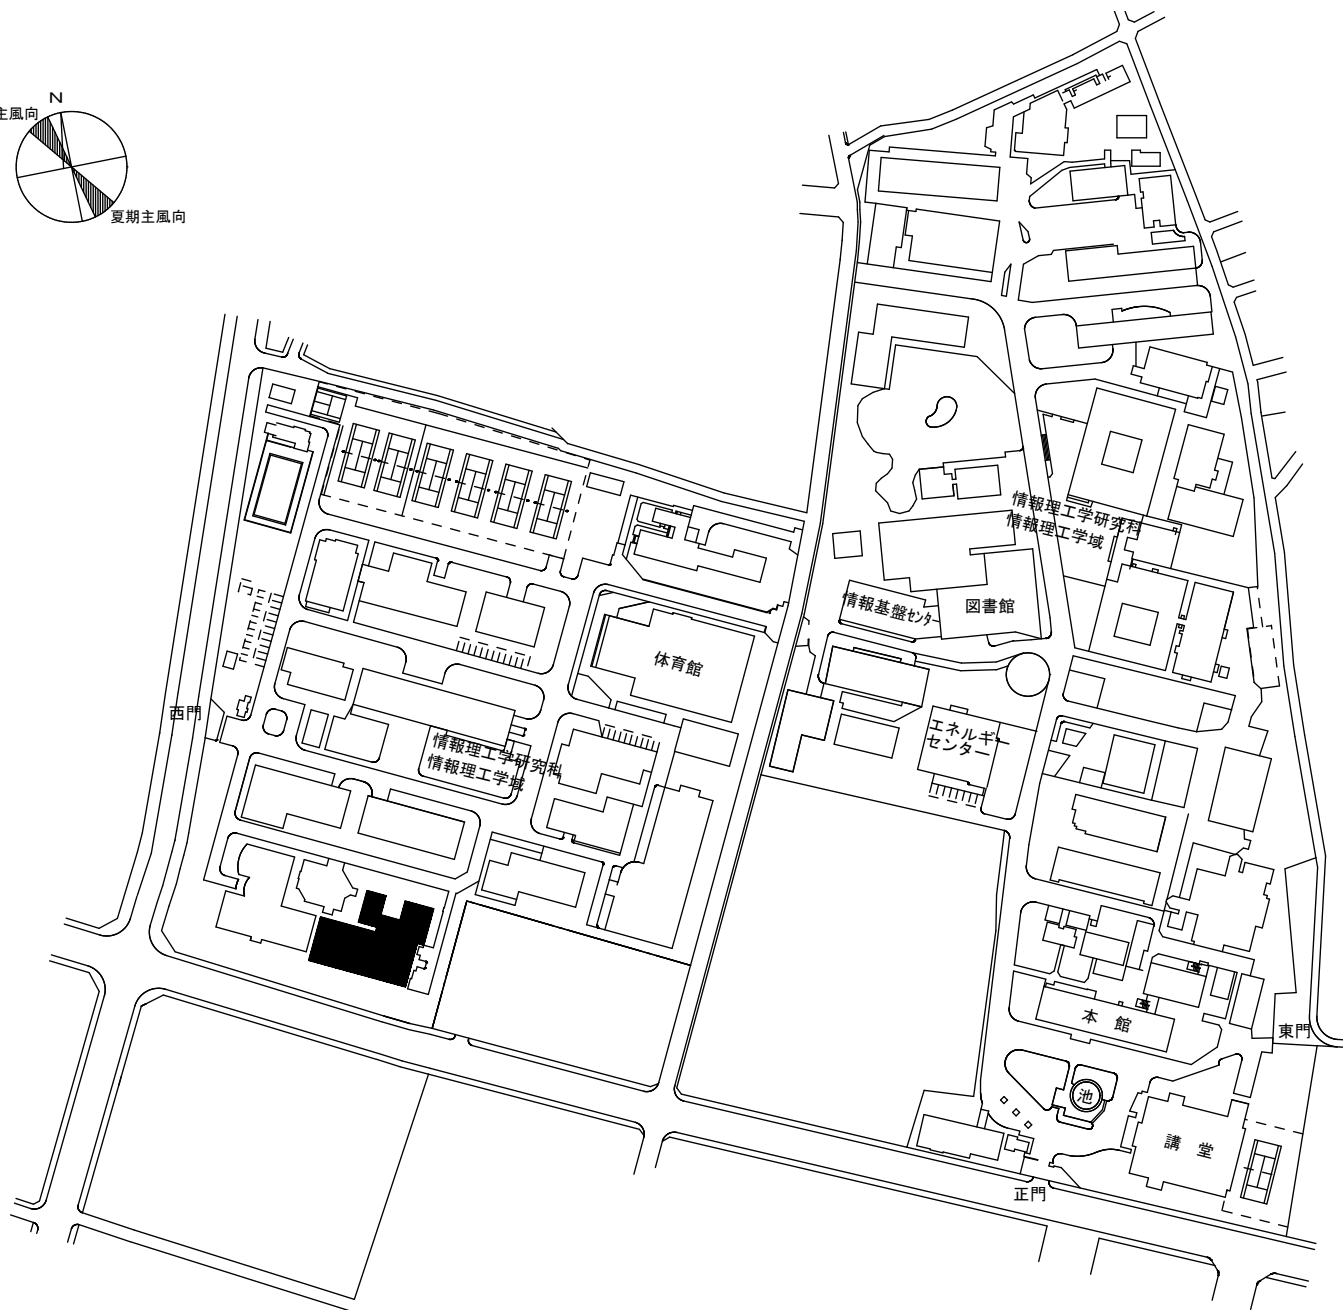 N
主風向
夏期主風向
情報理工学研究科
情報理工学域
情報基盤センター
図書館
体育館
西門
エネルギー
センター
情報理工学研究科
情報理工学域
本 館
東門
池
講 堂
正門